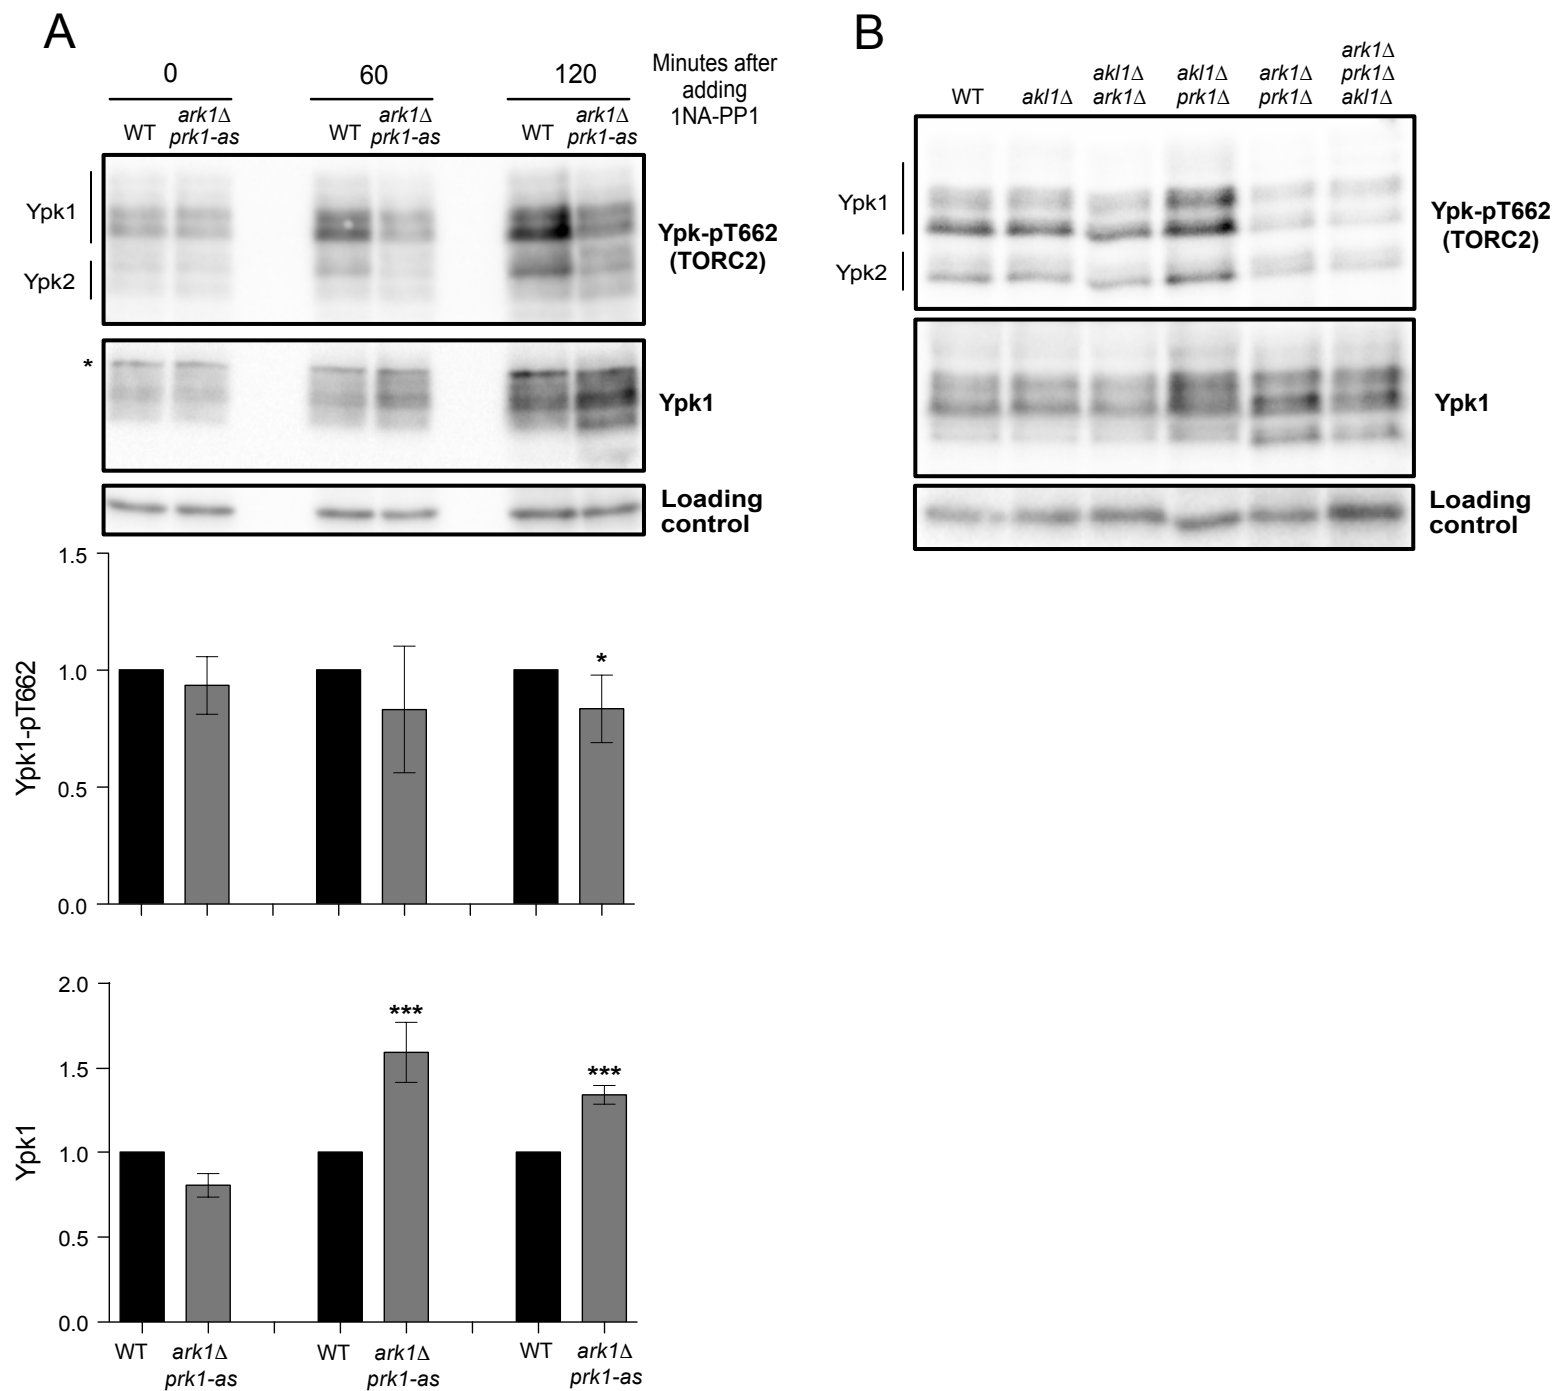 A
0 60 120
Minutes after
adding
1NA-PP1
WT ark1Δ prk1-as WT ark1Δ prk1-as WT ark1Δ prk1-as
Ypk1
Ypk2
Ypk-pT662
(TORC2)
*
Ypk1
Loading
control
1.5
1.0
0.5
0.0
Ypk1-pT662
*
2.0
1.5
1.0
0.5
0.0
Ypk1
***
***
WT ark1Δ prk1-as WT ark1Δ prk1-as WT ark1Δ prk1-as
B
WT
akl1Δ
akl1Δ
ark1Δ
akl1Δ
prk1Δ
ark1Δ
prk1Δ
ark1Δ
prk1Δ
akl1Δ
Ypk1
Ypk2
Ypk-pT662
(TORC2)
Ypk1
Loading
control